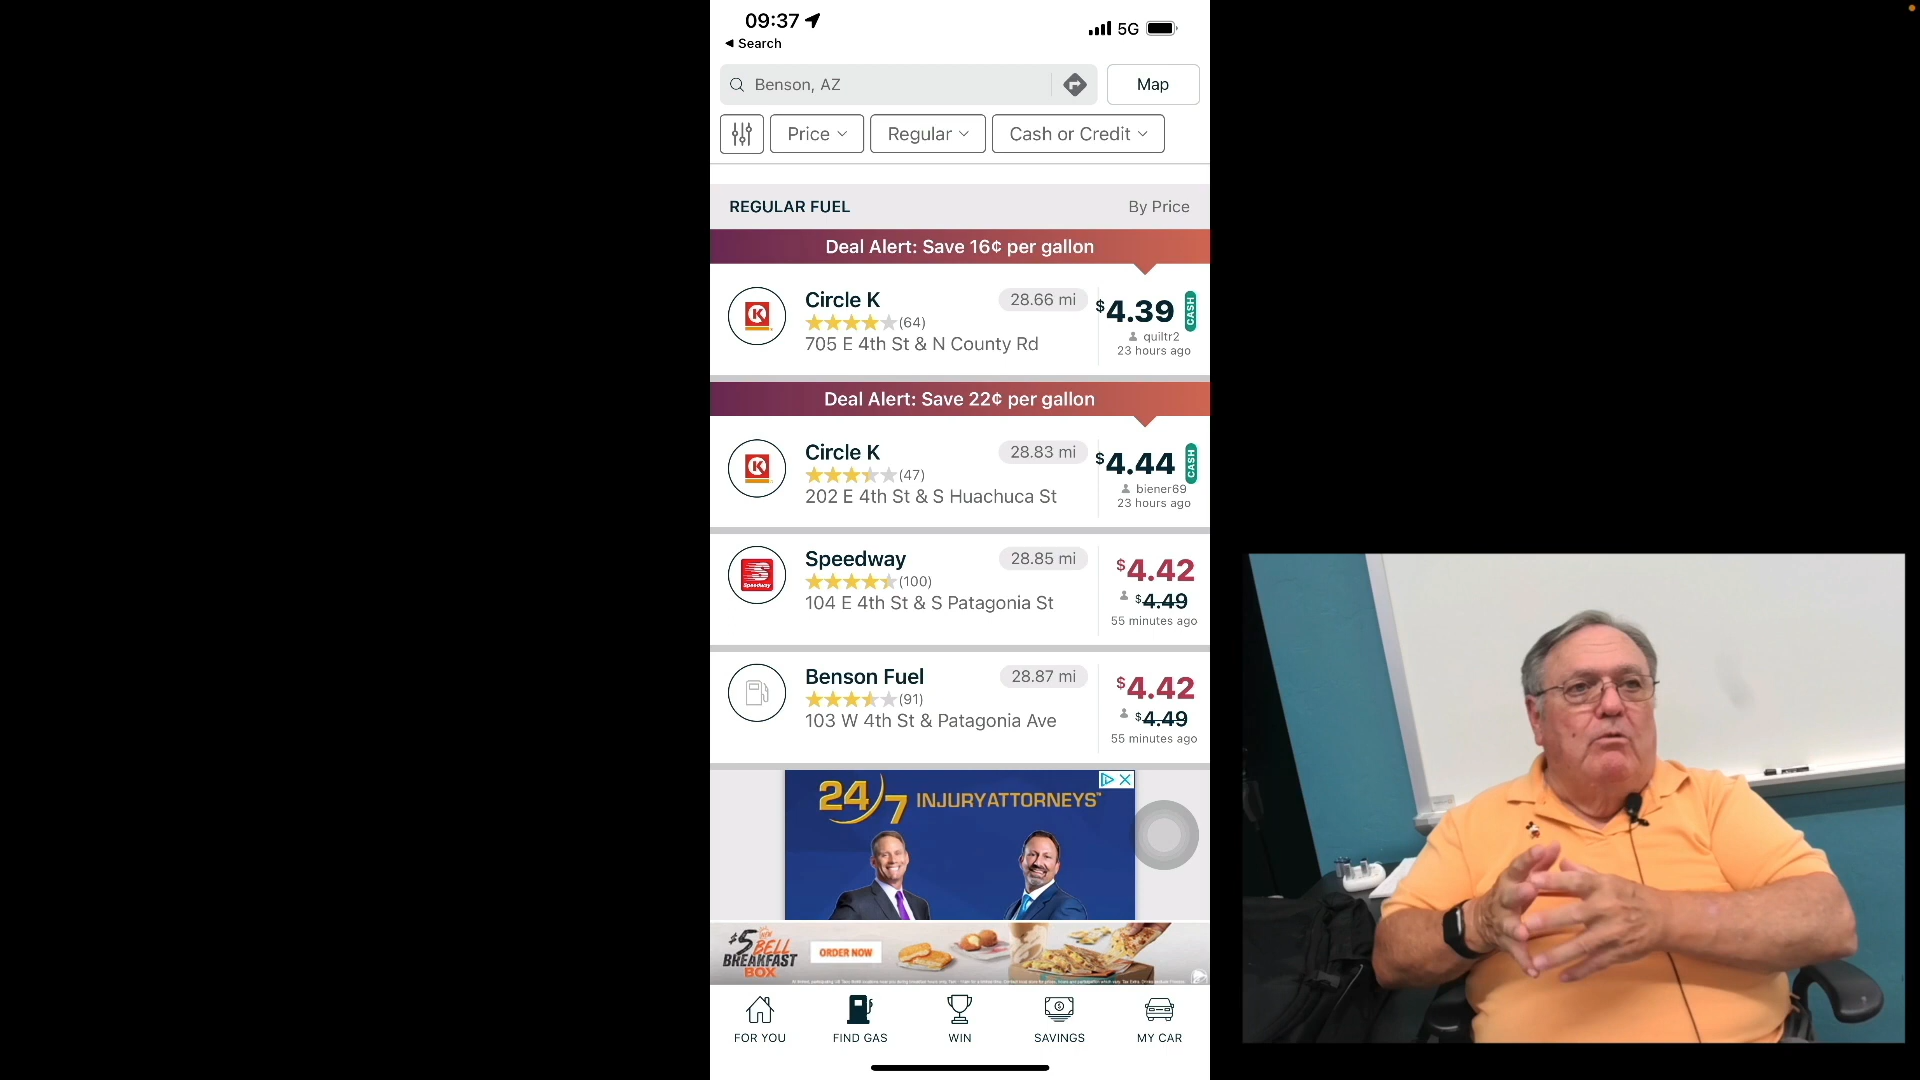 09:37
5G
Search
Benson, AZ
Map
Price
Regular
Cash or Credit
REGULAR FUEL
By Price
Deal Alert: Save 16¢ per gallon
Circle K
28.66 mi
$4.39
CASH
(64)
quiltr2
705 E 4th St & N County Rd
23 hours ago
Deal Alert: Save 22¢ per gallon
Circle K
28.83 mi
$4.44
CASH
(47)
biener69
202 E 4th St & S Huachuca St
23 hours ago
Speedway
28.85 mi
$4.42
Speedway
(100)
104 E 4th St & S Patagonia St
$4.49
55 minutes ago
Benson Fuel
28.87 mi
$4.42
(91)
103 W 4th St & Patagonia Ave
$4.49
55 minutes ago
24/7 INJURYATTORNEYS
$5 NEW
BELL
BREAKFAST
BOX
ORDER NOW
FOR YOU
FIND GAS
WIN
SAVINGS
MY CAR